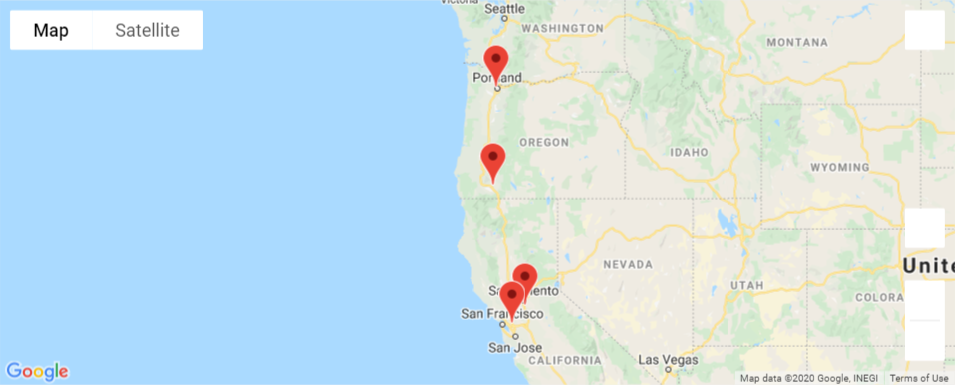 Victoria
Seattle
Map
Satellite
WASHINGTON
MONTANA
Portland
OREGON
IDAHO
WYOMING
NEVADA
United
Sacramento
UTAH
COLORA
San Francisco
San Jose
CALIFORNIA
Las Vegas
Google
Map data ©2020 Google, INEGI
Terms of Use